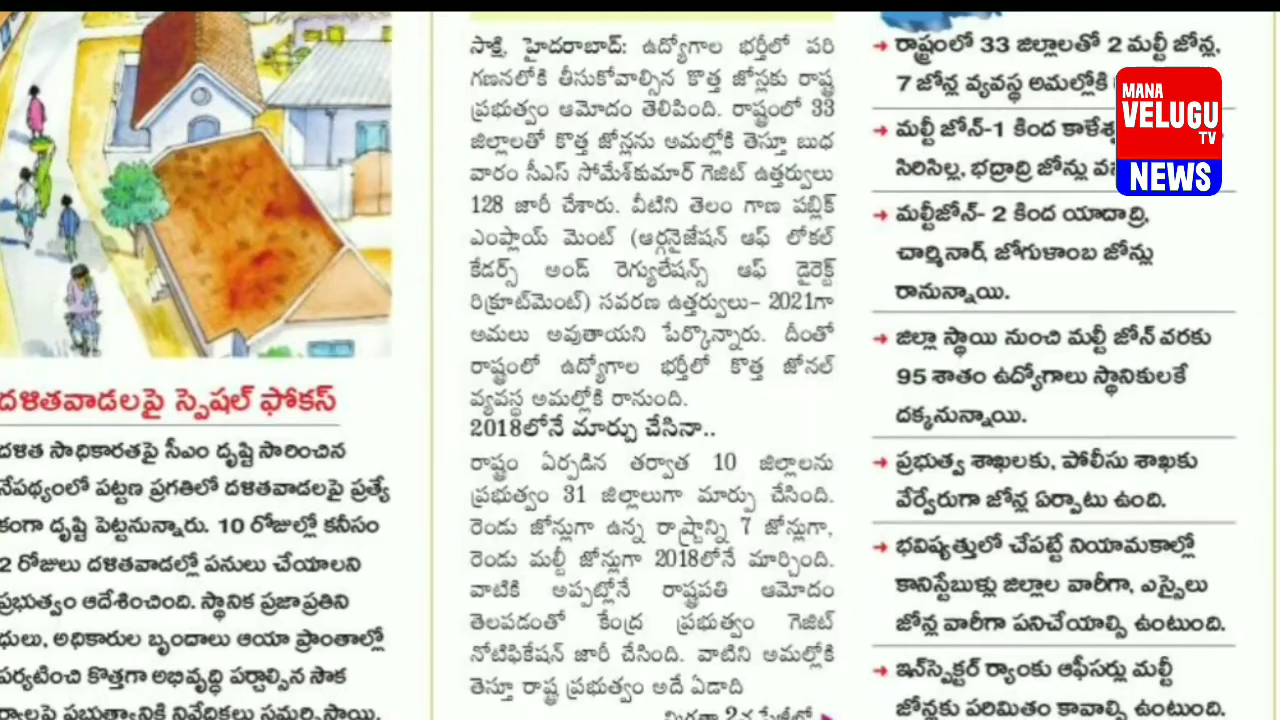 దళితవాడలపై స్పెషల్ ఫోకస్
దళిత సాధికారతపై సీఎం దృష్టి సారించిన
నేపథ్యంలో పట్టణ ప్రగతిలో దళితవాడలపై ప్రత్యే
కంగా దృష్టి పెట్టనున్నారు. 10 రోజుల్లో కనీసం
2 రోజులు దళితవాడల్లో పనులు చేయాలని
ప్రభుత్వం ఆదేశించింది. స్థానిక ప్రజాప్రతిని
ధులు, అధికారుల బృందాలు ఆయా ప్రాంతాల్లో
పర్యటించి కొత్తగా అభివృద్ధి పర్చాల్సిన సౌక
ర్యాలపై ప్రభుత్వానికి నివేదికలు సమర్పిస్తాయి.
సాక్షి, హైదరాబాద్: ఉద్యోగాల భర్తీలో పరి
గణనలోకి తీసుకోవాల్సిన కొత్త జోన్లకు రాష్ట్ర
ప్రభుత్వం ఆమోదం తెలిపింది. రాష్ట్రంలో 33
జిల్లాలతో కొత్త జోన్లను అమల్లోకి తెస్తూ బుధ
వారం సీఎస్ సోమేశ్‌కుమార్ గెజిట్ ఉత్తర్వులు
128 జారీ చేశారు. వీటిని తెలం గాణ పబ్లిక్
ఎంప్లాయ్ మెంట్ (ఆర్గనైజేషన్ ఆఫ్ లోకల్
కేడర్స్ అండ్ రెగ్యులేషన్స్ ఆఫ్ డైరెక్ట్
రిక్రూట్‌మెంట్) సవరణ ఉత్తర్వులు– 2021గా
అమలు అవుతాయని పేర్కొన్నారు. దీంతో
రాష్ట్రంలో ఉద్యోగాల భర్తీలో కొత్త జోనల్
వ్యవస్థ అమల్లోకి రానుంది.
2018లోనే మార్పు చేసినా..
రాష్ట్రం ఏర్పడిన తర్వాత 10 జిల్లాలను
ప్రభుత్వం 31 జిల్లాలుగా మార్పు చేసింది.
రెండు జోన్లుగా ఉన్న రాష్ట్రాన్ని 7 జోన్లుగా,
రెండు మల్టీ జోన్లుగా 2018లోనే మార్చింది.
వాటికి అప్పట్లోనే రాష్ట్రపతి ఆమోదం
తెలపడంతో కేంద్ర ప్రభుత్వం గెజిట్
నోటిఫికేషన్ జారీ చేసింది. వాటిని అమల్లోకి
తెస్తూ రాష్ట్ర ప్రభుత్వం అదే ఏడాది
మిగతా 2వ పేజీలో
→ రాష్ట్రంలో 33 జిల్లాలతో 2 మల్టీ జోన్ల,
7 జోన్ల వ్యవస్థ అమల్లోకి
→ మల్టీ జోన్-1 కింద
సిరిసిల్ల, భద్రాద్రి జోన్లు
→ మల్టీజోన్- 2 కింద యాదాద్రి,
చార్మినార్, జోగుళాంబ జోన్లు
రానున్నాయి.
→ జిల్లా స్థాయి నుంచి మల్టీ జోన్ వరకు
95 శాతం ఉద్యోగాలు స్థానికులకే
దక్కనున్నాయి.
→ ప్రభుత్వ శాఖలకు, పోలీసు శాఖకు
వేర్వేరుగా జోన్ల ఏర్పాటు ఉంది.
→ భవిష్యత్తులో చేపట్టే నియామకాల్లో
కానిస్టేబుళ్లు జిల్లాల వారీగా, ఎస్సైలు
జోన్ల వారీగా పనిచేయాల్సి ఉంటుంది.
→ ఇన్‌స్పెక్టర్ ర్యాంకు ఆఫీసర్లు మల్టీ
జోన్లకు పరిమితం కావాల్సి ఉంటుంది.
MANA
VELUGU
TV
NEWS